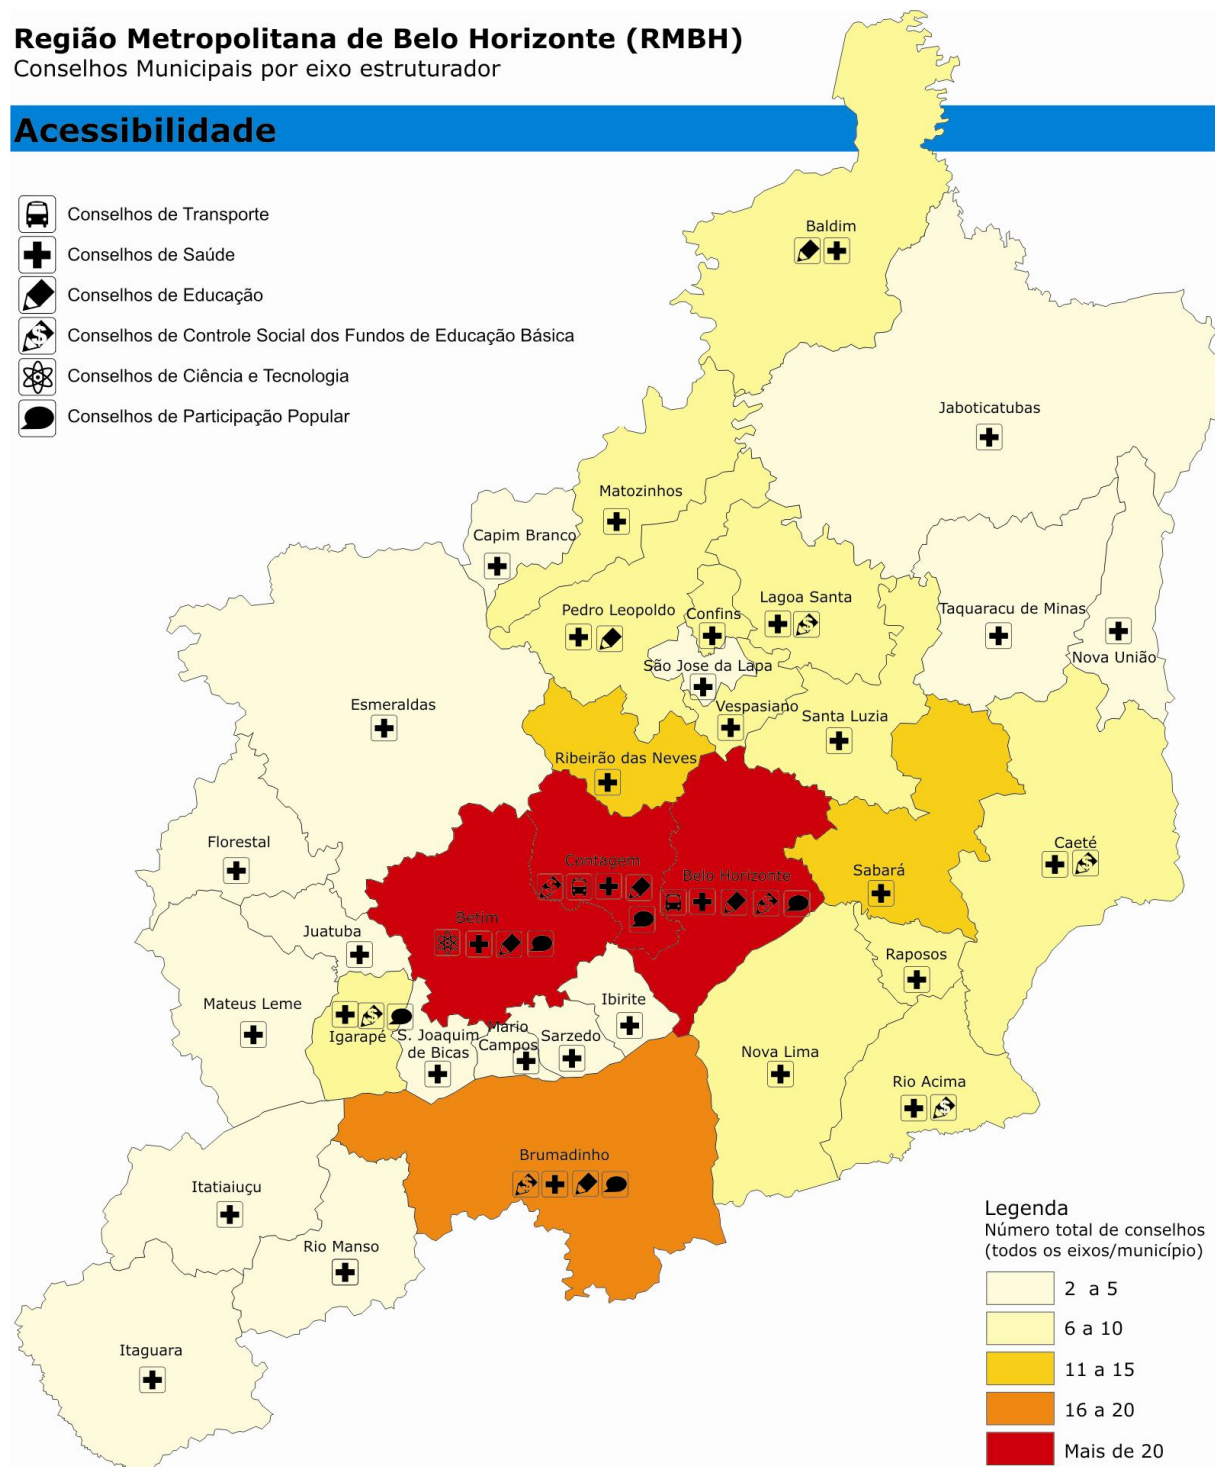 Região Metropolitana de Belo Horizonte (RMBH)
Conselhos Municipais por eixo estruturador
Acessibilidade
Conselhos de Transporte
Conselhos de Saúde
Conselhos de Educação
Conselhos de Controle Social dos Fundos de Educação Básica
Conselhos de Ciência e Tecnologia
Conselhos de Participação Popular
Baldim
Jaboticatubas
Matozinhos
Capim Branco
Pedro Leopoldo
Confins
Lagoa Santa
Taquaracu de Minas
Nova União
São Jose da Lapa
Esmeraldas
Vespasiano
Santa Luzia
Ribeirão das Neves
Florestal
Contagem
Belo Horizonte
Sabará
Caeté
Betim
Juatuba
Raposos
Mateus Leme
Igarapé
S. Joaquim
de Bicas
Mário
Campos
Sarzedo
Ibirite
Nova Lima
Rio Acima
Brumadinho
Itatiaiuçu
Rio Manso
Itaguara
Legenda
Número total de conselhos
(todos os eixos/município)
2 a 5
6 a 10
11 a 15
16 a 20
Mais de 20